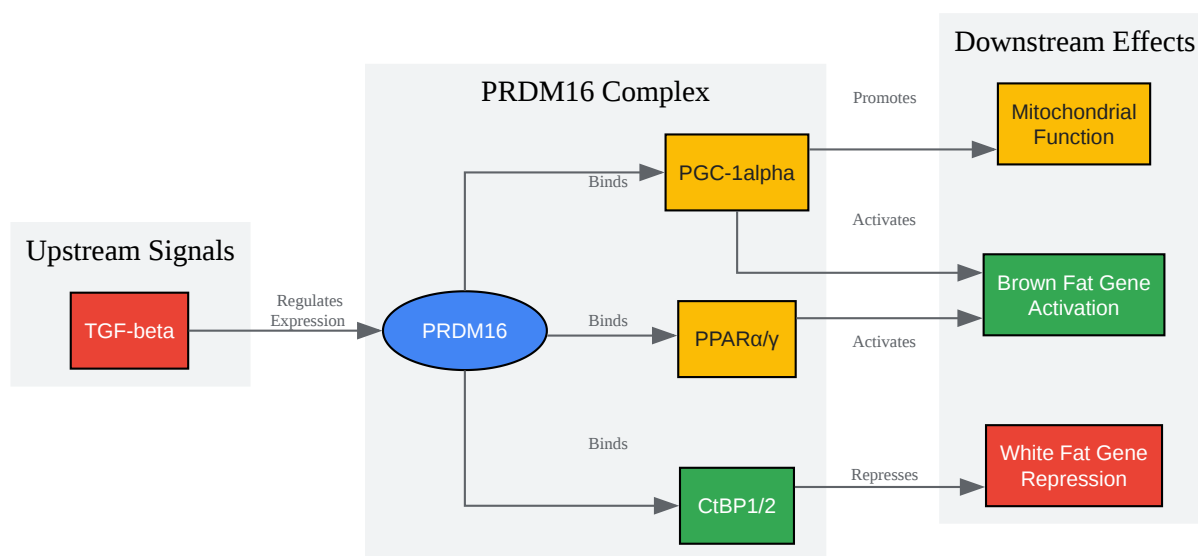 Downstream Effects
PRDM16 Complex
Promotes
Mitochondrial
Function
PGC-1alpha
Binds
Activates
Upstream Signals
Brown Fat Gene
Activation
Regulates
Expression
TGF-beta
PRDM16
Binds
PPARα/γ
Activates
Binds
White Fat Gene
Repression
Represses
CtBP1/2